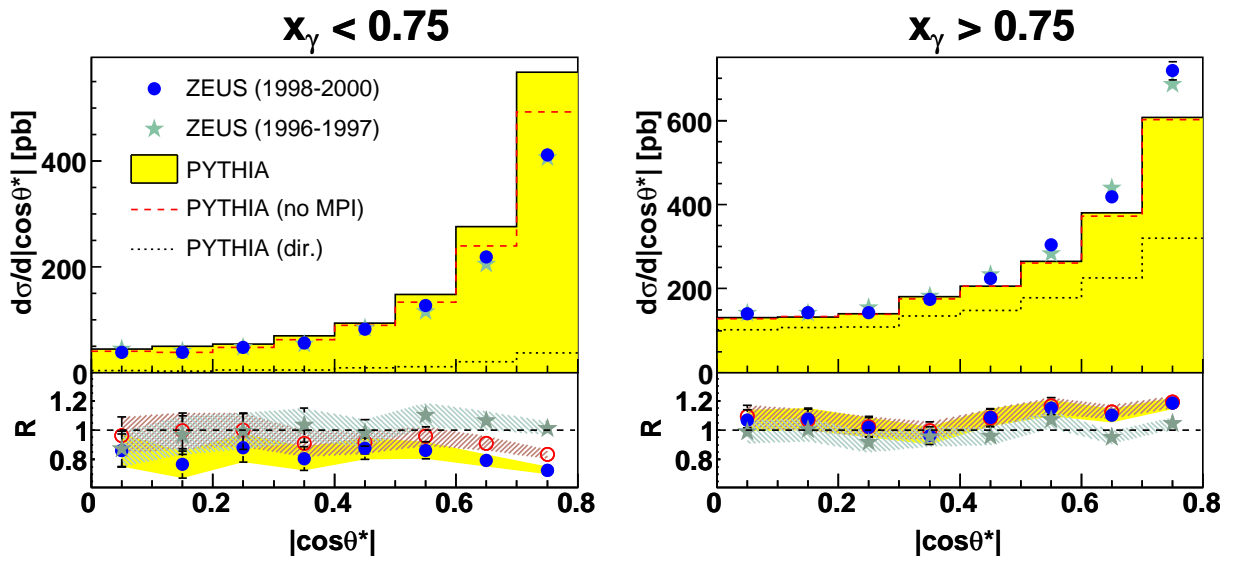 xγ < 0.75
dσ/d|cosθ*| [pb]
400
200
0
ZEUS (1998-2000)
ZEUS (1996-1997)
PYTHIA
PYTHIA (no MPI)
PYTHIA (dir.)
R
1.2
1
0.8
0 0.2 0.4 0.6 0.8
|cosθ*|
xγ > 0.75
dσ/d|cosθ*| [pb]
600
400
200
0
R
1.2
1
0.8
0 0.2 0.4 0.6 0.8
|cosθ*|